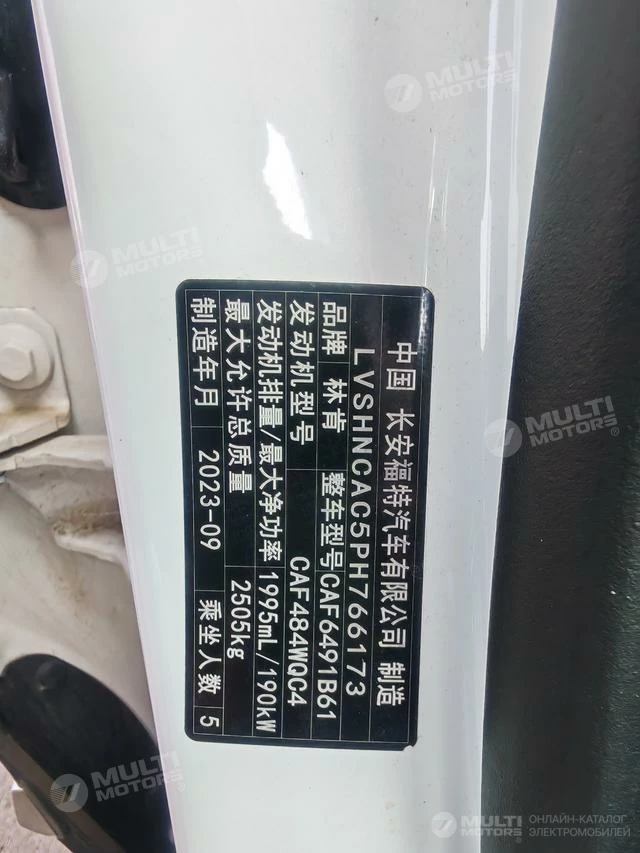 中国 长安福特汽车有限公司 制造
LVSHNCAC5PH766173
品牌 林肯 整车型号 CAF6491B61
发动机型号 CAF484WQC4
发动机排量/最大净功率 1995mL/190kW
最大允许总质量 2505kg
制造年月 2023-09 乘坐人数 5
MULTI MOTORS
MULTI MOTORS
MULTI MOTORS
MULTI MOTORS
MULTI MOTORS
ОНЛАЙН-КАТАЛОГ
ЭЛЕКТРОМОБИЛЕЙ